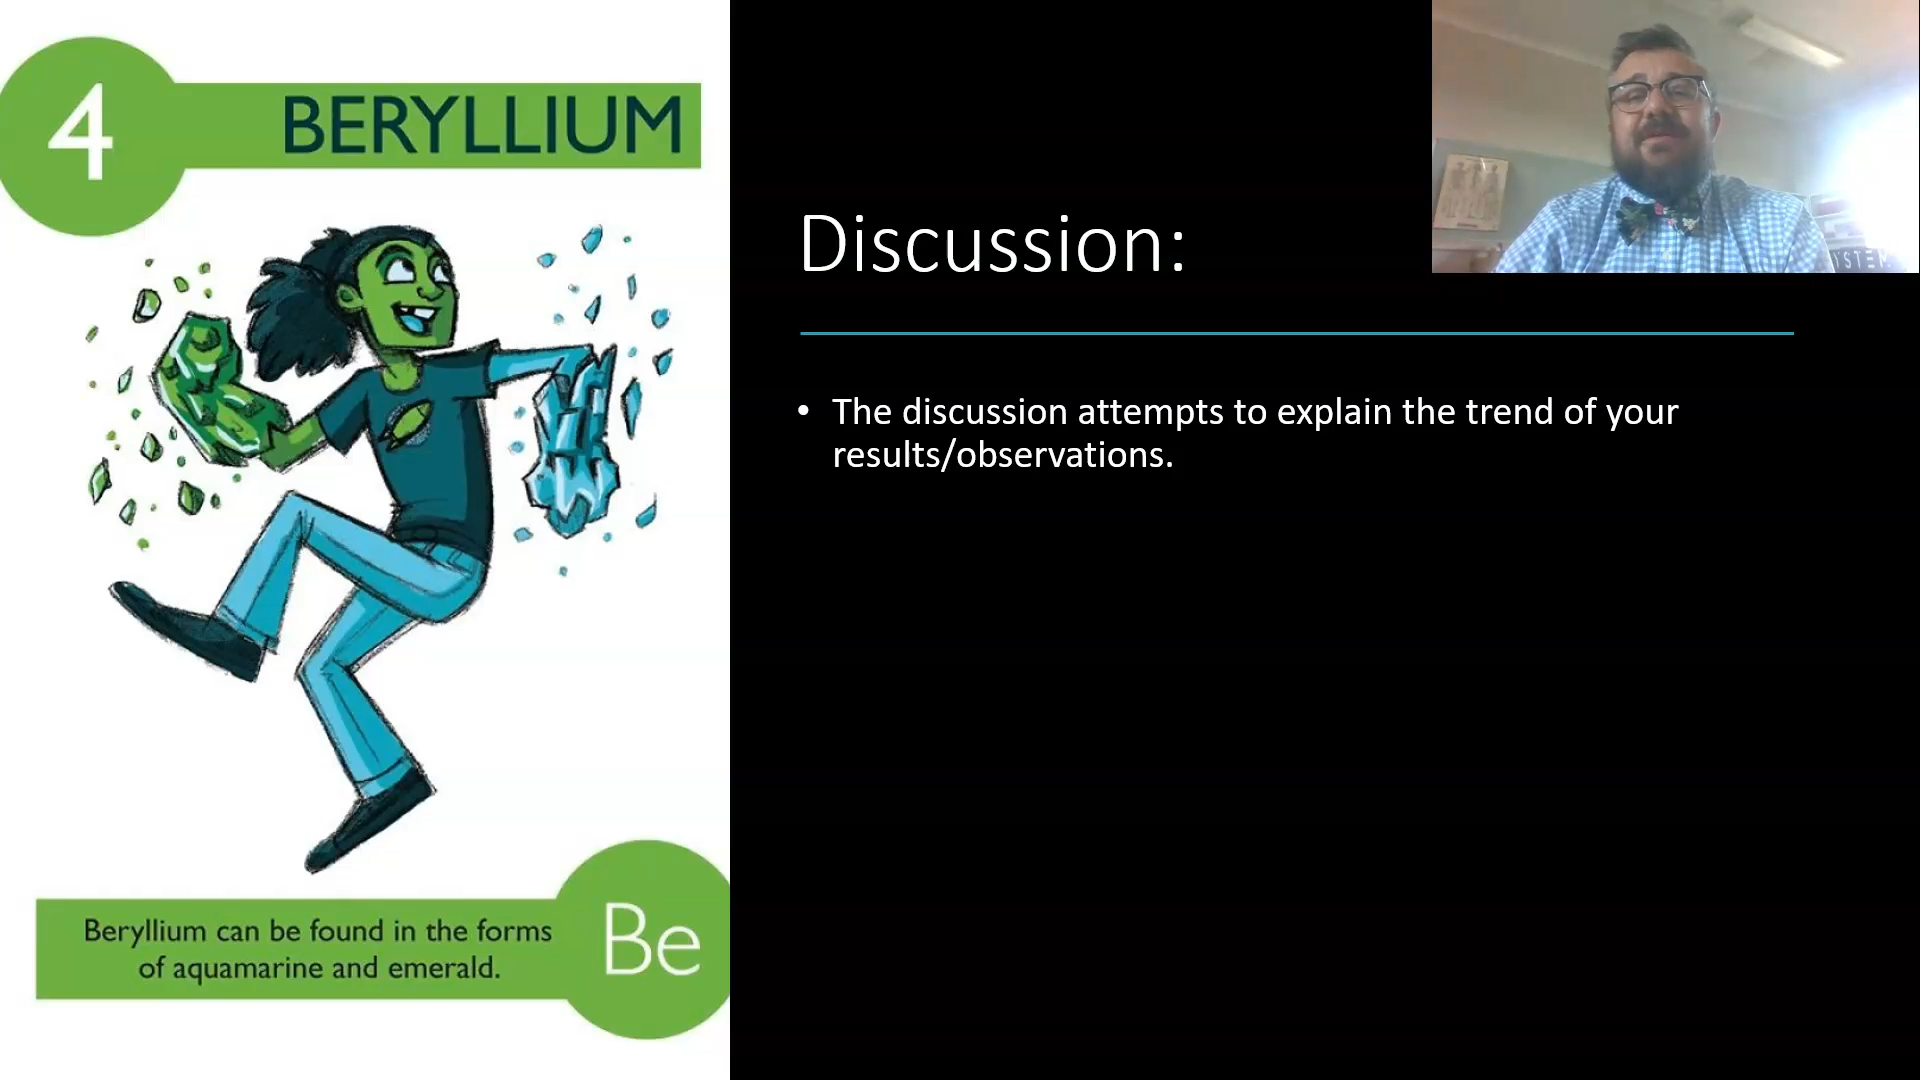 4
BERYLLIUM
Discussion:
• The discussion attempts to explain the trend of your
results/observations.
Beryllium can be found in the forms
of aquamarine and emerald.
Be